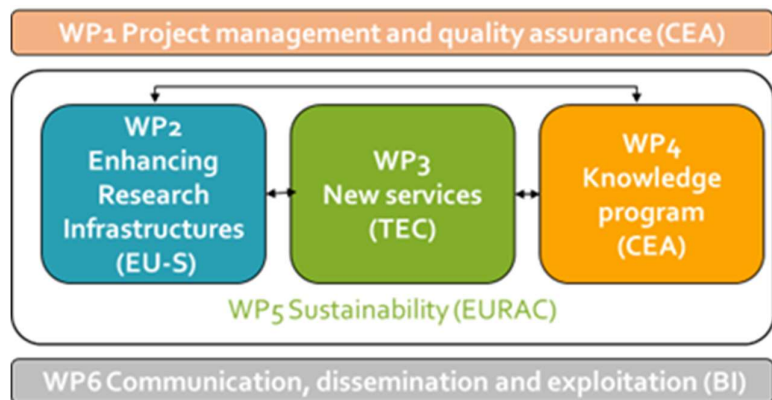 WP1 Project management and quality assurance (CEA)
WP2
Enhancing
Research
Infrastructures
(EU-S)
WP3
New services
(TEC)
WP4
Knowledge
program
(CEA)
WP5 Sustainability (EURAC)
WP6 Communication, dissemination and exploitation (BI)